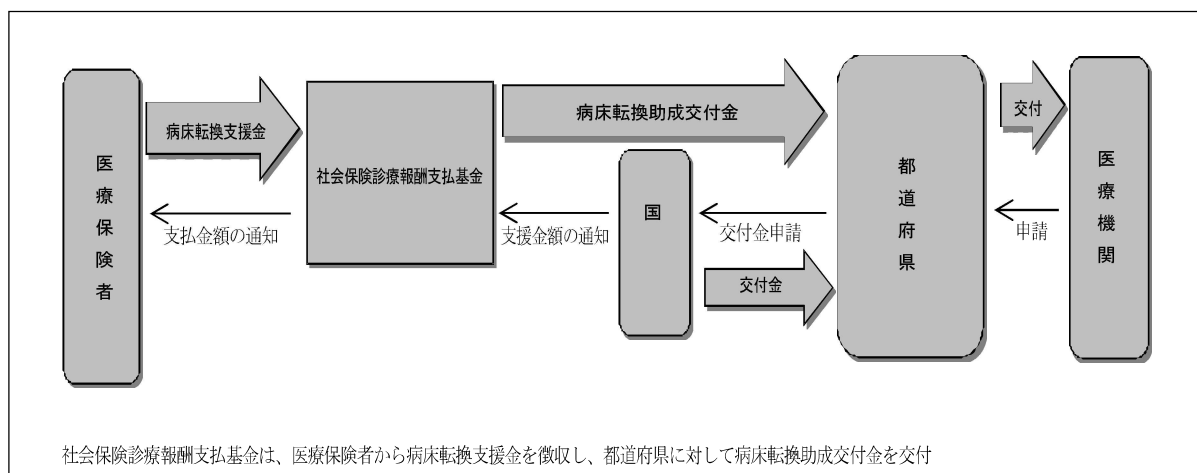 医療保険者
病床転換支援金
支払金額の通知
社会保険診療報酬支払基金
病床転換助成交付金
支援金額の通知
国
交付金申請
交付金
都道府県
交付
申請
医療機関
社会保険診療報酬支払基金は、医療保険者から病床転換支援金を徴収し、都道府県に対して病床転換助成交付金を交付